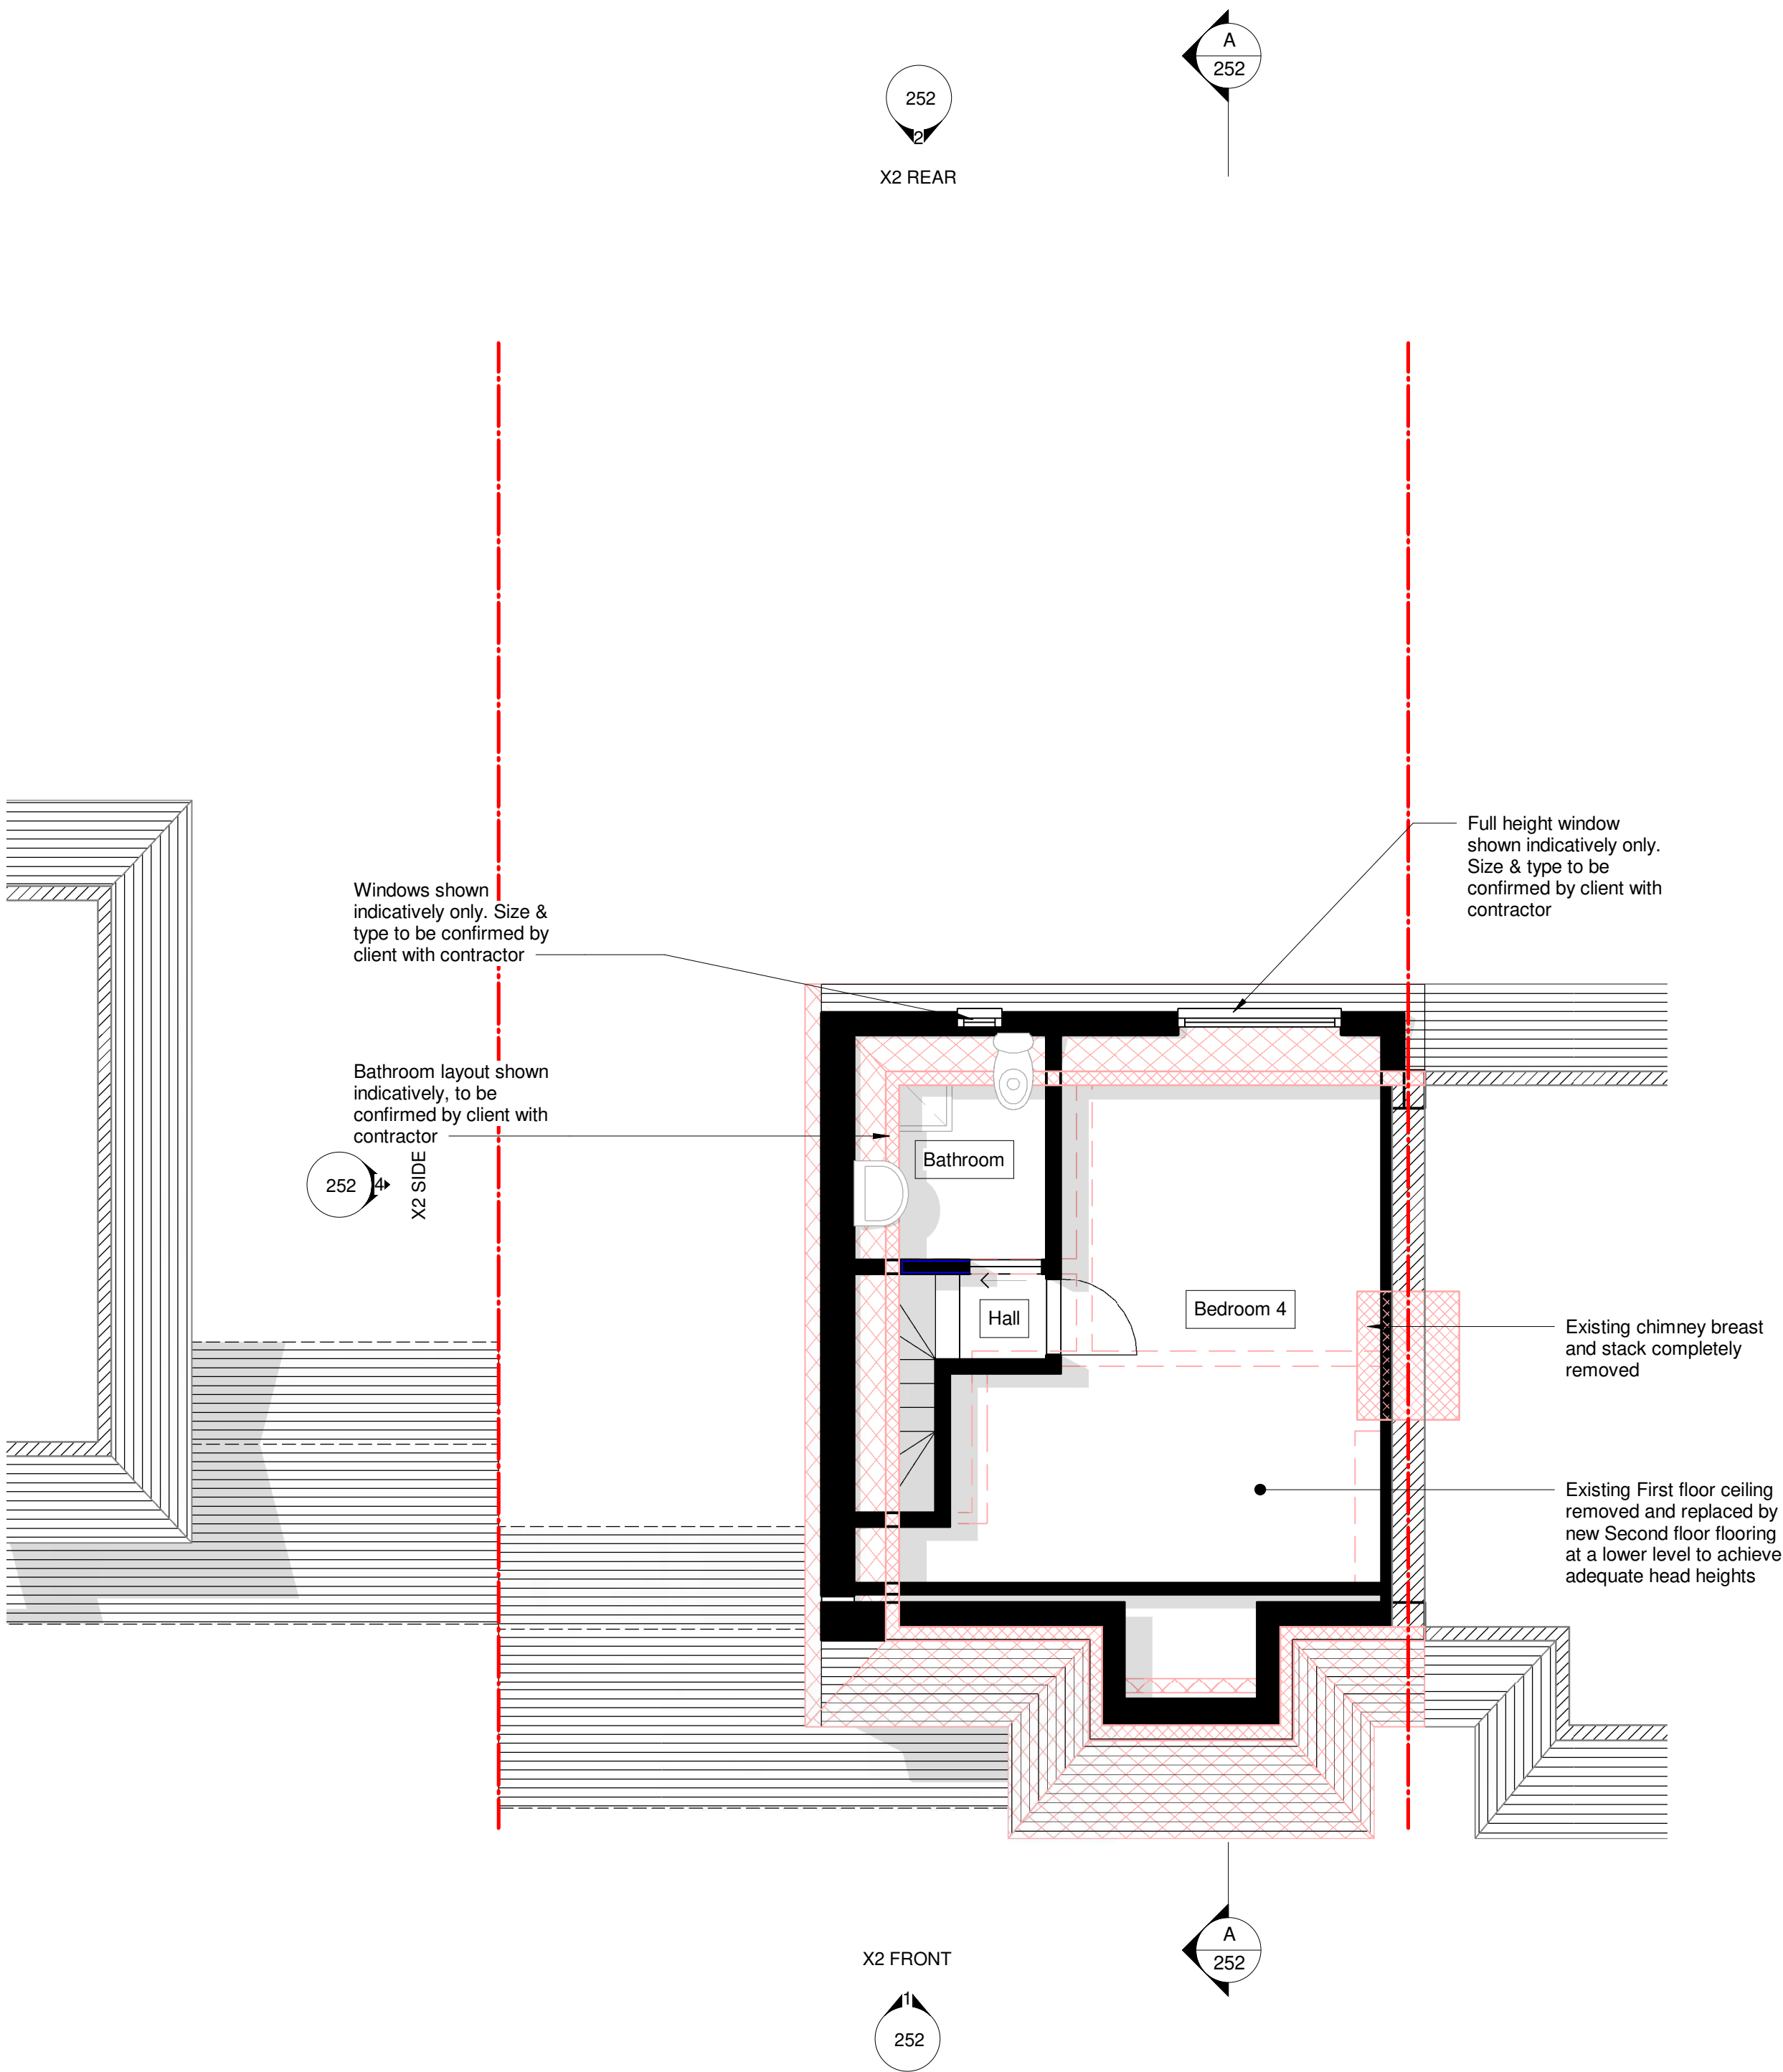 A
252
252
2
X2 REAR
Full height window
shown indicatively only.
Size & type to be
confirmed by client with
contractor
Windows shown
indicatively only. Size &
type to be confirmed by
client with contractor
Bathroom layout shown
indicatively, to be
confirmed by client with
contractor
252
4
X2 SIDE
Bathroom
Hall
Bedroom 4
Existing chimney breast
and stack completely
removed
Existing First floor ceiling
removed and replaced by
new Second floor flooring
at a lower level to achieve
adequate head heights
A
252
X2 FRONT
1
252